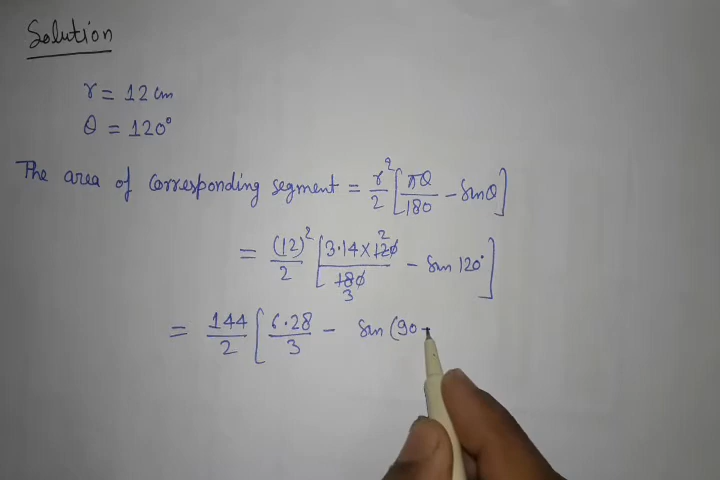 Solution
r = 12 cm
θ = 120°
The area of corresponding segment = r²/2 [πθ/180 - Sinθ]
= (12)²/2 [3.14 × 120 2/180 3 - Sin 120°]
= 144/2 [6.28/3 - Sin (90 -